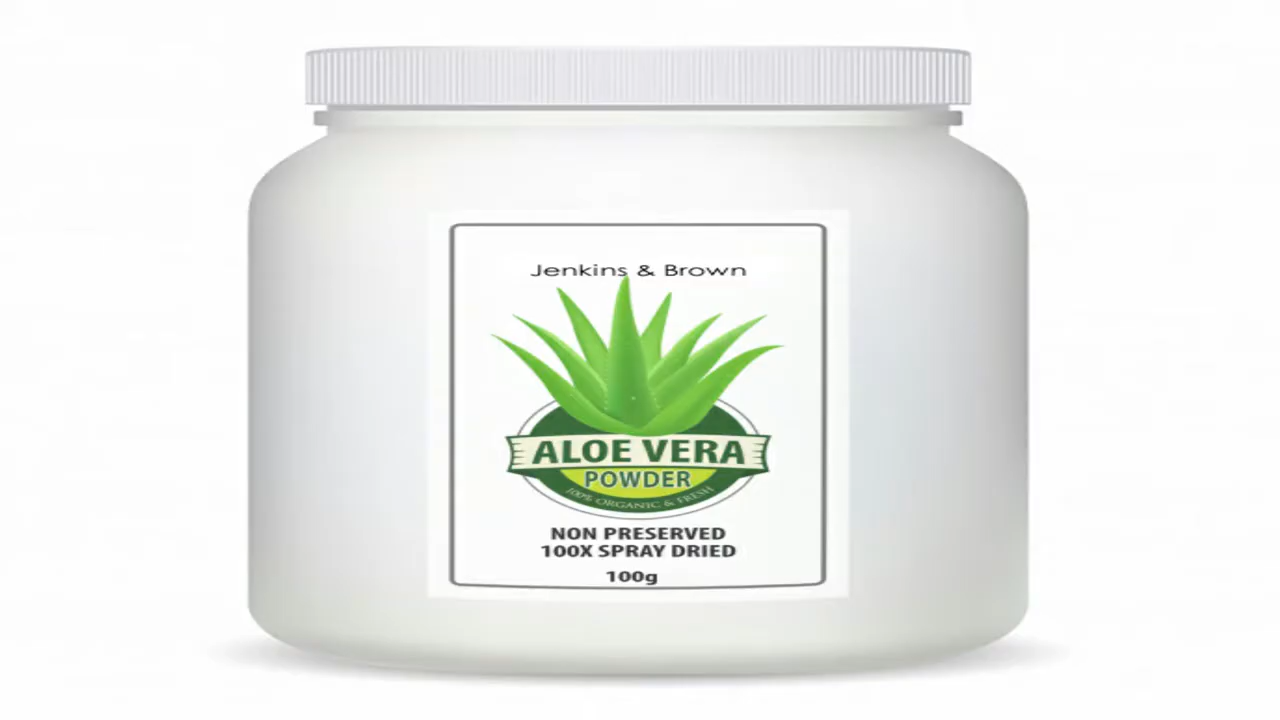 Jenkins & Brown
ALOE VERA
POWDER
100% ORGANIC & FRESH
NON PRESERVED
100X SPRAY DRIED
100g